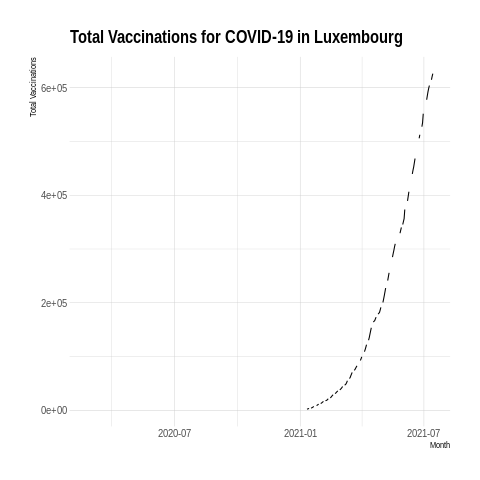 Total Vaccinations for COVID-19 in Luxembourg
Total Vaccinations
6e+05
4e+05
2e+05
0e+00
2020-07
2021-01
2021-07
Month